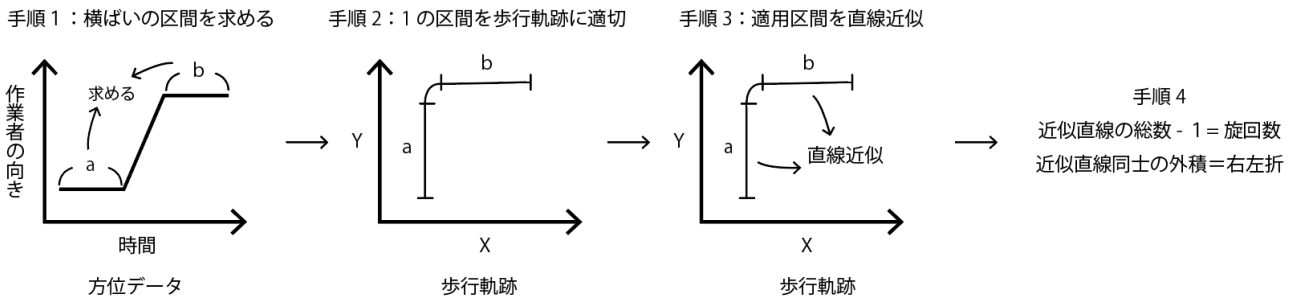 手順 1：横ばいの区間を求める
b
求める
a
作業者の向き
時間
方位データ
手順 2：1 の区間を歩行軌跡に適切
b
Y
a
X
歩行軌跡
手順 3：適用区間を直線近似
b
Y
a
直線近似
X
歩行軌跡
手順 4
近似直線の総数 - 1 = 旋回数
近似直線同士の外積＝右左折